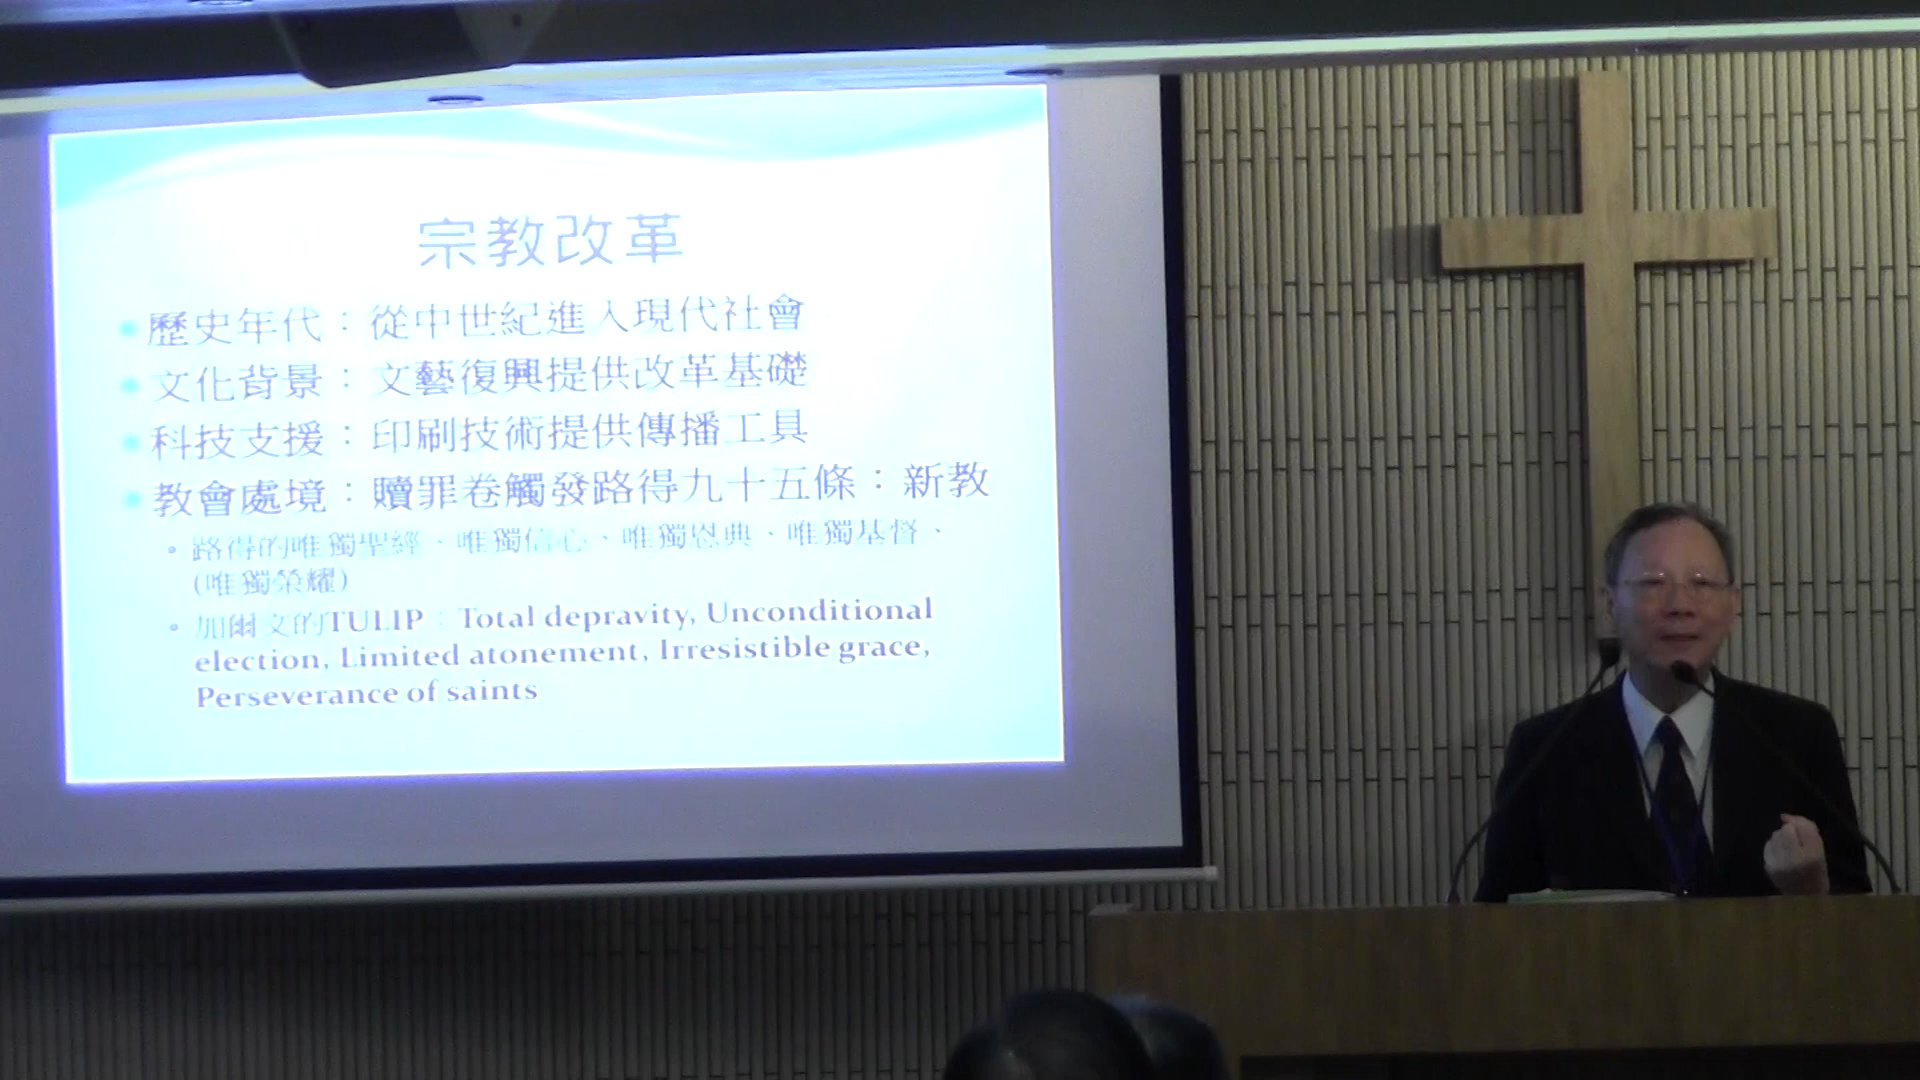 宗教改革
歷史年代：從中世紀進入現代社會
文化背景：文藝復興提供改革基礎
科技支援：印刷技術提供傳播工具
教會處境：贖罪卷觸發路得九十五條：新教
路得的唯獨聖經、唯獨信心、唯獨恩典、唯獨基督、
(唯獨榮耀)
加爾文的TULIP：Total depravity, Unconditional
election, Limited atonement, Irresistible grace,
Perseverance of saints